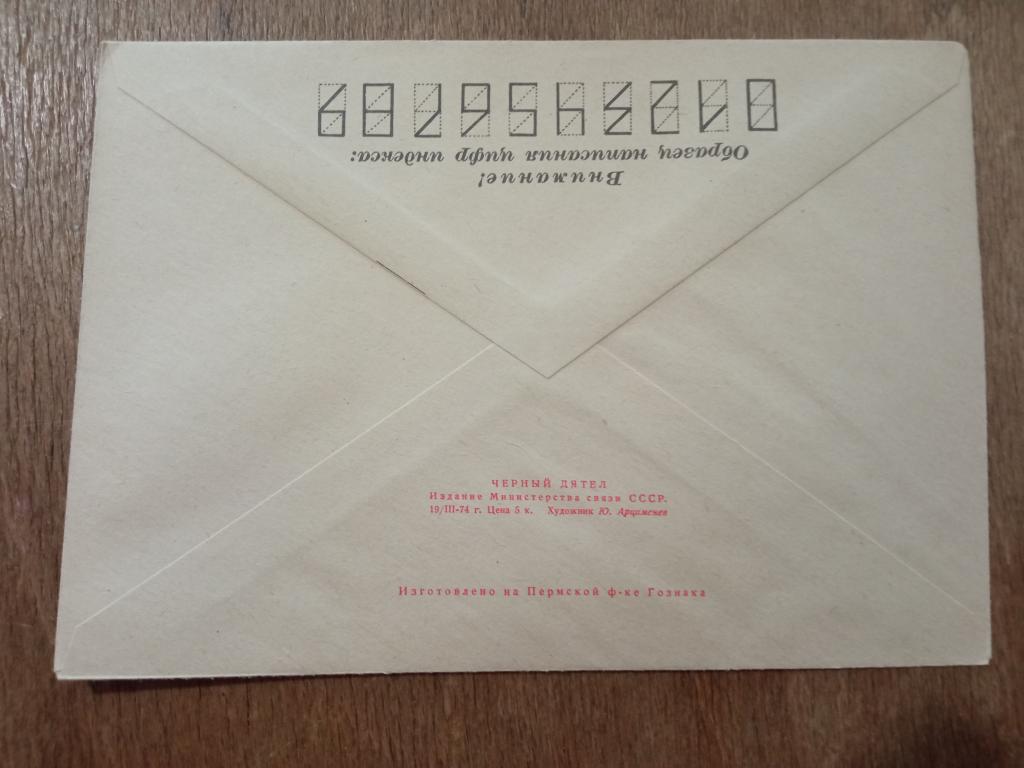 Внимание!
Образец написания цифр индекса:
0123456789
ЧЕРНЫЙ ДЯТЕЛ
Издание Министерства связи СССР.
19/III-74 г. Цена 5 к. Художник Ю. Арцименев
Изготовлено на Пермской ф-ке Гознака